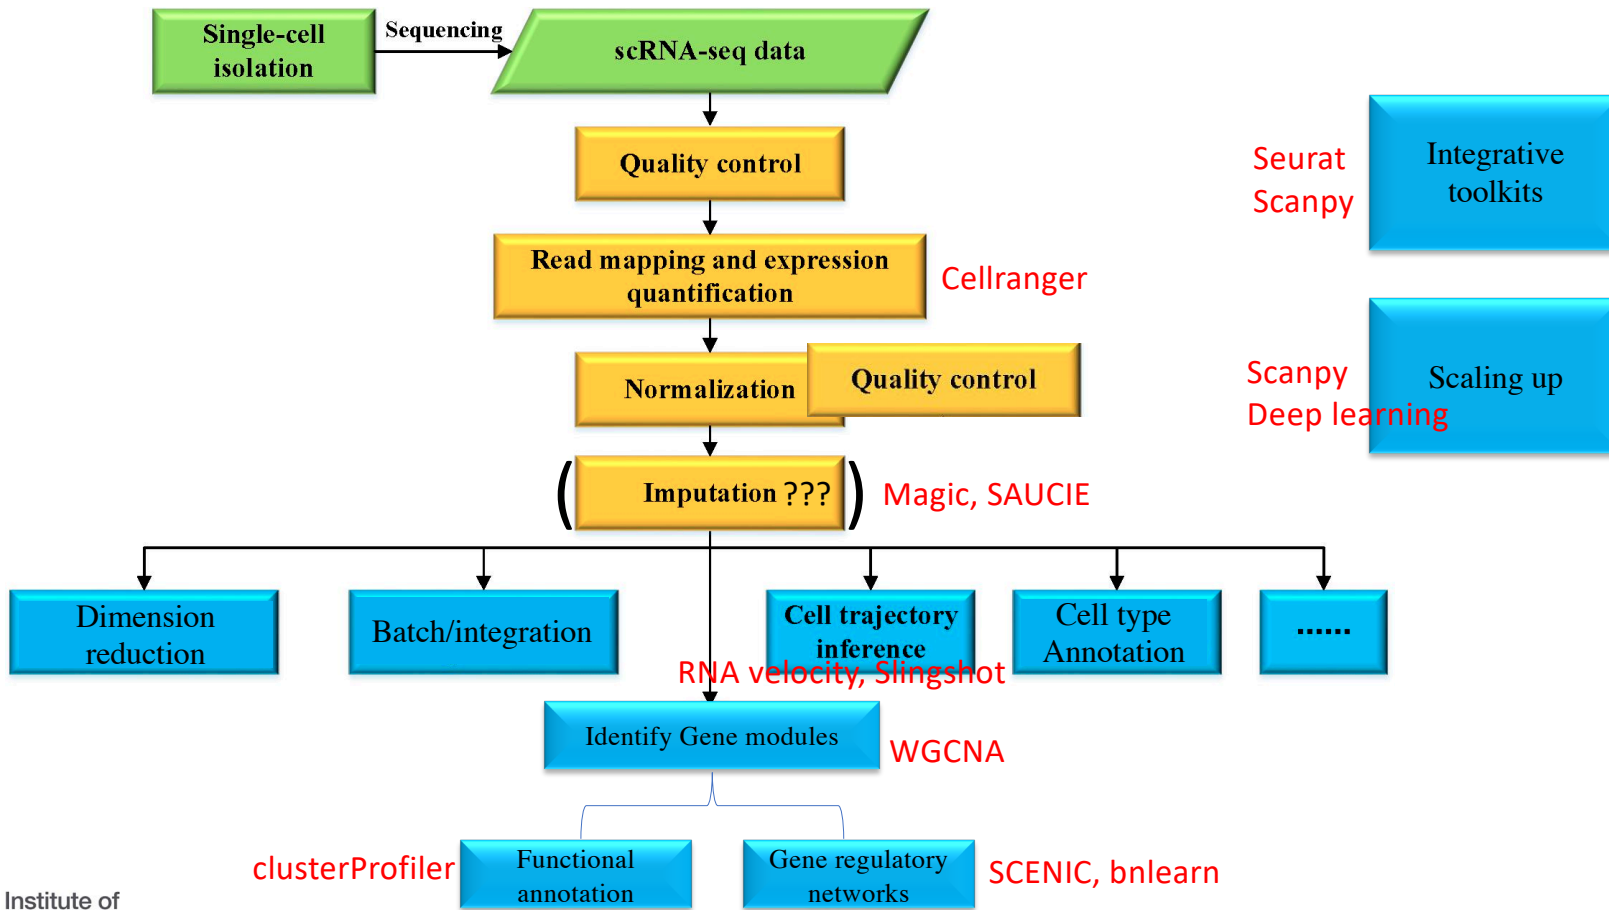 Single-cell
isolation
Sequencing
scRNA-seq data
Quality control
Seurat
Scanpy
Integrative
toolkits
Read mapping and expression
quantification
Cellranger
Normalization
Quality control
Scanpy
Deep learning
Scaling up
( Imputation ??? )
Magic, SAUCIE
Dimension
reduction
Batch/integration
Cell trajectory
inference
Cell type
Annotation
......
RNA velocity, Slingshot
Identify Gene modules
WGCNA
clusterProfiler
Functional
annotation
Gene regulatory
networks
SCENIC, bnlearn
Institute of